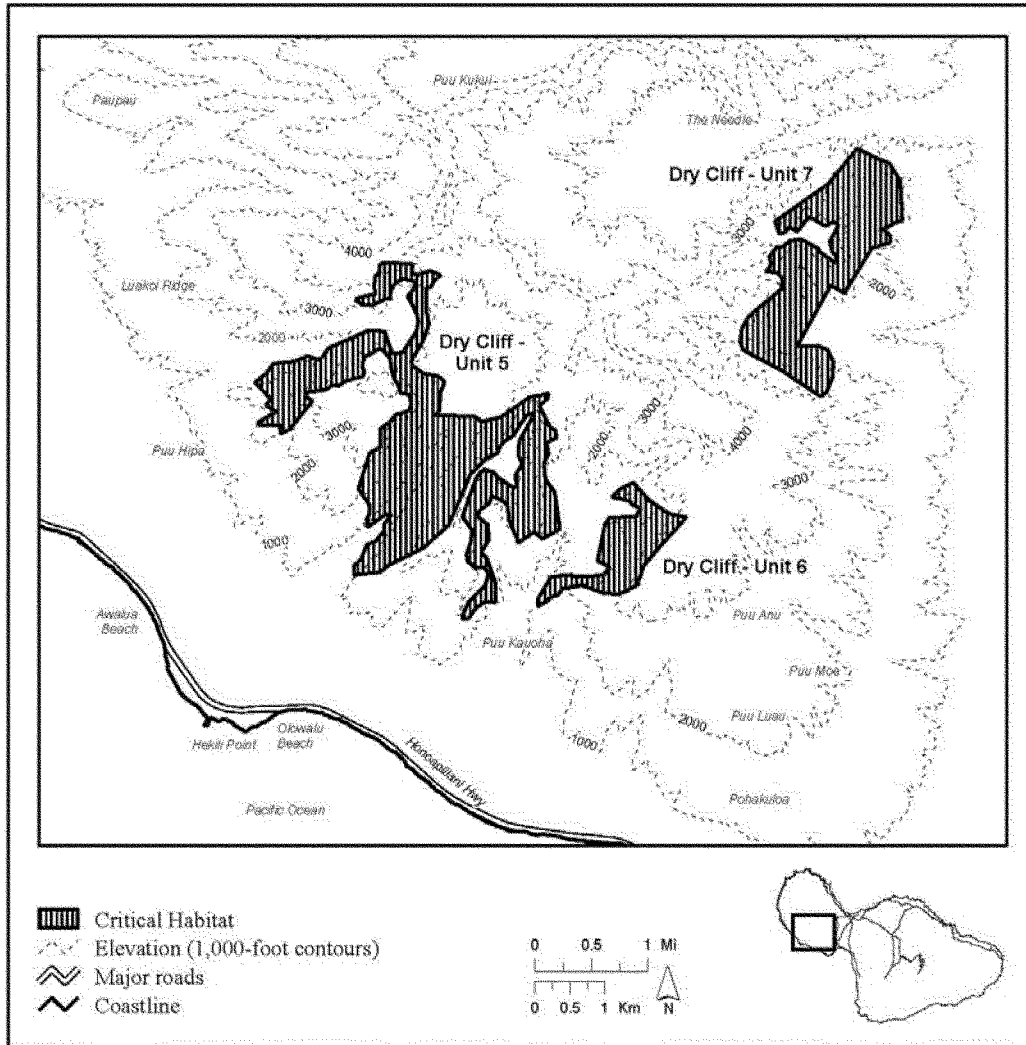 Puu Kukui
Paupau
The Needle
Dry Cliff - Unit 7
3000
4000
Luakoi Ridge
2000
3000
2000
Dry Cliff -
Unit 5
3000
3000
2000
4000
Puu Hipa
2000
3000
1000
Dry Cliff - Unit 6
Awalua
Beach
Puu Anu
Puu Kauoha
Puu Moe
Puu Luau
2000
1000
Hekili Point
Olowalu
Beach
Honoapiilani Hwy
Pohakuloa
Pacific Ocean
Critical Habitat
Elevation (1,000-foot contours)
Major roads
Coastline
0 0.5 1 Mi
0 0.5 1 Km
N